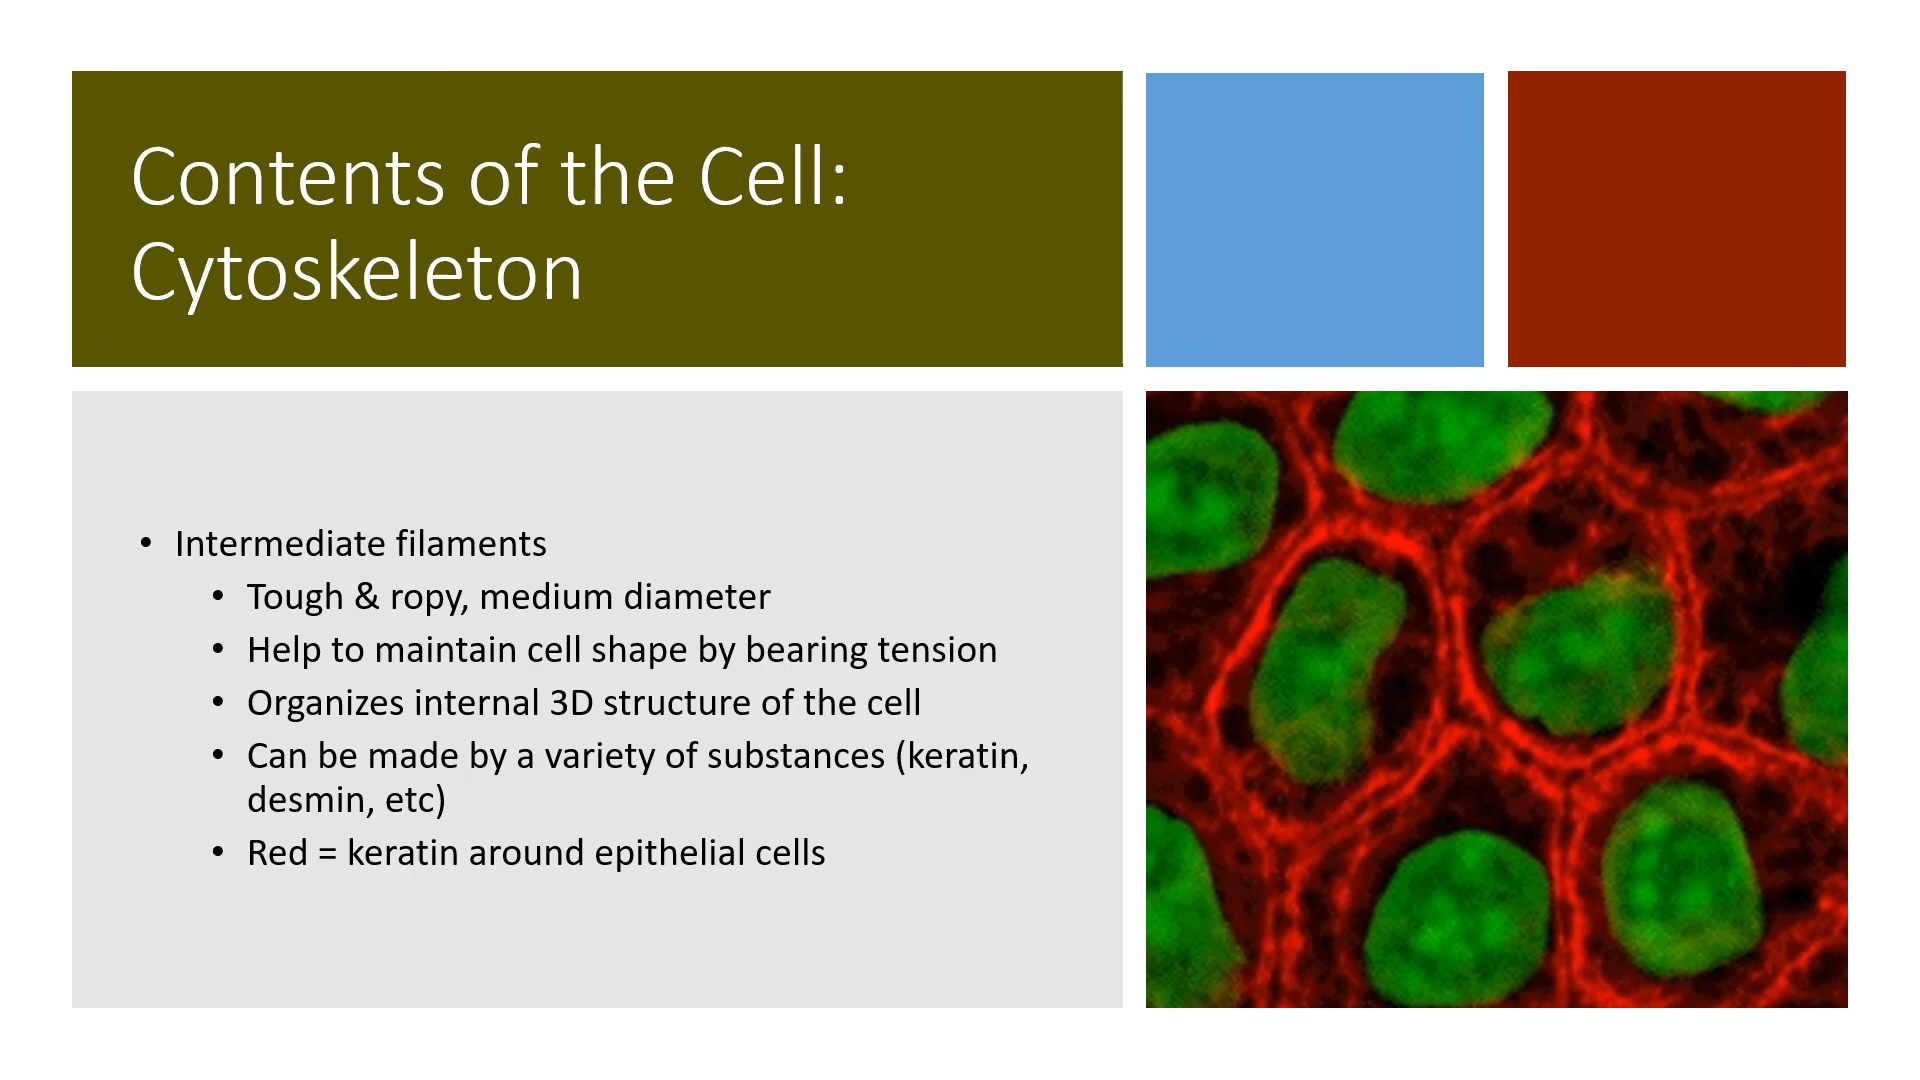 Contents of the Cell:
Cytoskeleton
• Intermediate filaments
• Tough & ropy, medium diameter
• Help to maintain cell shape by bearing tension
• Organizes internal 3D structure of the cell
• Can be made by a variety of substances (keratin,
desmin, etc)
• Red = keratin around epithelial cells